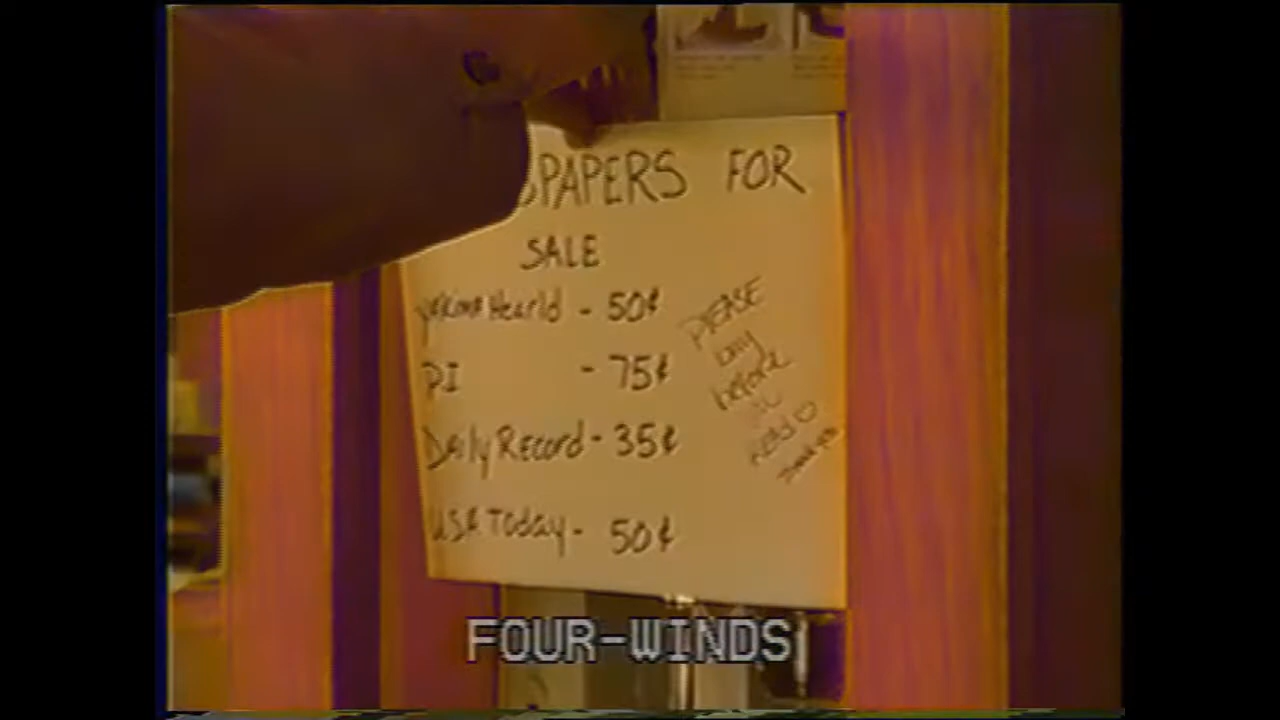 SPAPERS FOR
SALE
Yakima Hearld - 50¢
PI - 75¢
Daily Record - 35¢
USA Today - 50¢
PLEASE
before
read
Thank you
FOUR-WINDS